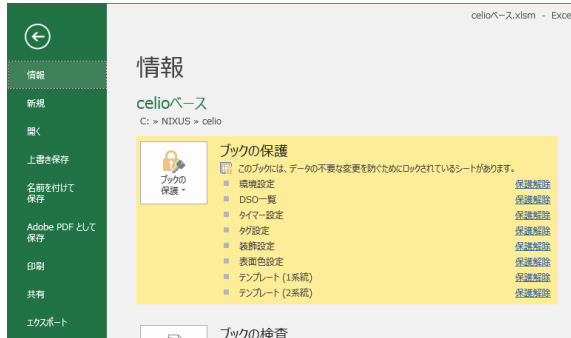 celioベース.xlsm - Exce
情報
情報
新規
celioベース
開く
C: » NIXUS » celio
上書き保存
名前を付けて
保存
Adobe PDF として
保存
印刷
共有
エクスポート
ブックの
保護
ブックの保護
このブックには、データの不要な変更を防ぐためにロックされているシートがあります。
環境設定 保護解除
DSO一覧 保護解除
タイマー設定 保護解除
タグ設定 保護解除
装飾設定 保護解除
表面色設定 保護解除
テンプレート (1系統) 保護解除
テンプレート (2系統) 保護解除
ブックの検査